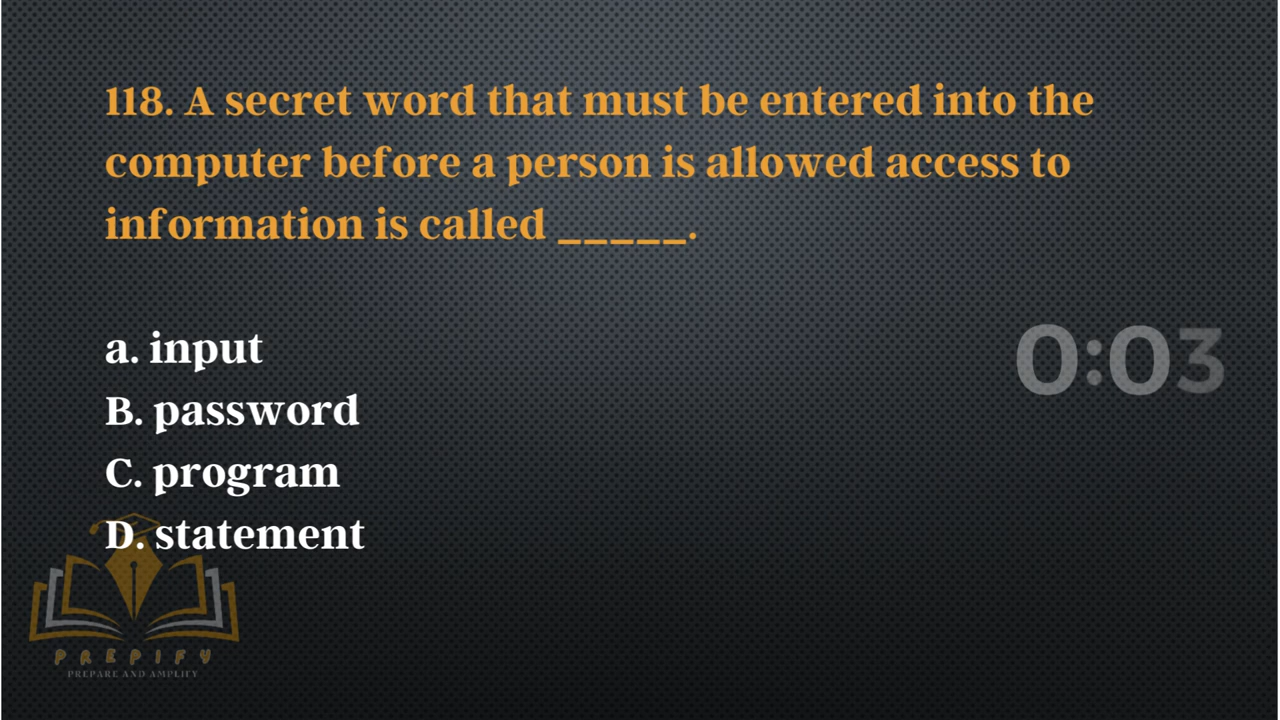 118. A secret word that must be entered into the
computer before a person is allowed access to
information is called _____.
a. input
B. password
C. program
D. statement
0:03
PREPIFY
PREPARE AND AMPLIFY